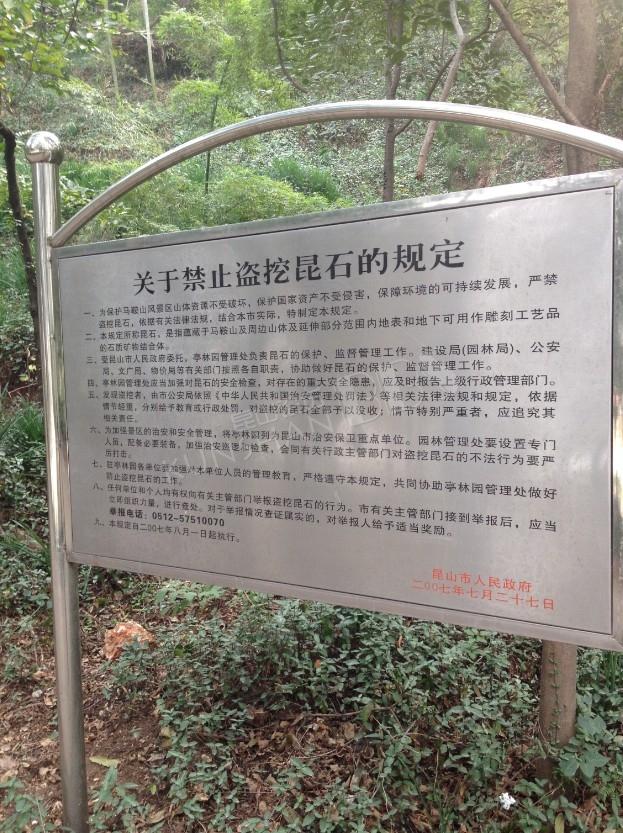 关于禁止盗挖昆石的规定
一、为保护马鞍山风景区山体资源不受破坏，保护国家资产不受侵害，保障环境的可持续发展，严禁
盗挖昆石，依据有关法律法规，结合本市实际，特制定本规定。
二、本规定所称昆石，是指蕴藏于马鞍山及周边山体及延伸部分范围内地表和地下可用作雕刻工艺品
的石质矿物结合体。
三、受昆山市人民政府委托，亭林园管理处负责昆石的保护、监督管理工作。建设局(园林局)、公安
局、文广局、物价局等有关部门按照各自职责，协助做好昆石的保护、监督管理工作。
四、亭林园管理处应当加强对昆石的安全检查，对存在的重大安全隐患，应及时报告上级行政管理部门。
五、发现盗挖者，由市公安局依照《中华人民共和国治安管理处罚法》等相关法律法规和规定，依据
情节轻重，分别给予教育或行政处罚，对盗挖的昆石全部予以没收；情节特别严重者，应追究其
相关责任。
六、为加强景区的治安和安全管理，将亭林园列为昆山市治安保卫重点单位。园林管理处要设置专门
人员，配备必要装备，加强治安巡逻和检查，会同有关行政主管部门对盗挖昆石的不法行为要严
厉打击。
七、驻亭林园各单位要加强对本单位人员的管理教育，严格遵守本规定，共同协助亭林园管理处做好
防止盗挖昆石的工作。
八、任何单位和个人均有权向有关主管部门举报盗挖昆石的行为。市有关主管部门接到举报后，应当
立即组织力量，进行查处。对于举报情况查证属实的，对举报人给予适当奖励。
举报电话：0512-57510070
九、本规定自二00七年八月一日起执行。
昆山市人民政府
二00七年七月二十七日